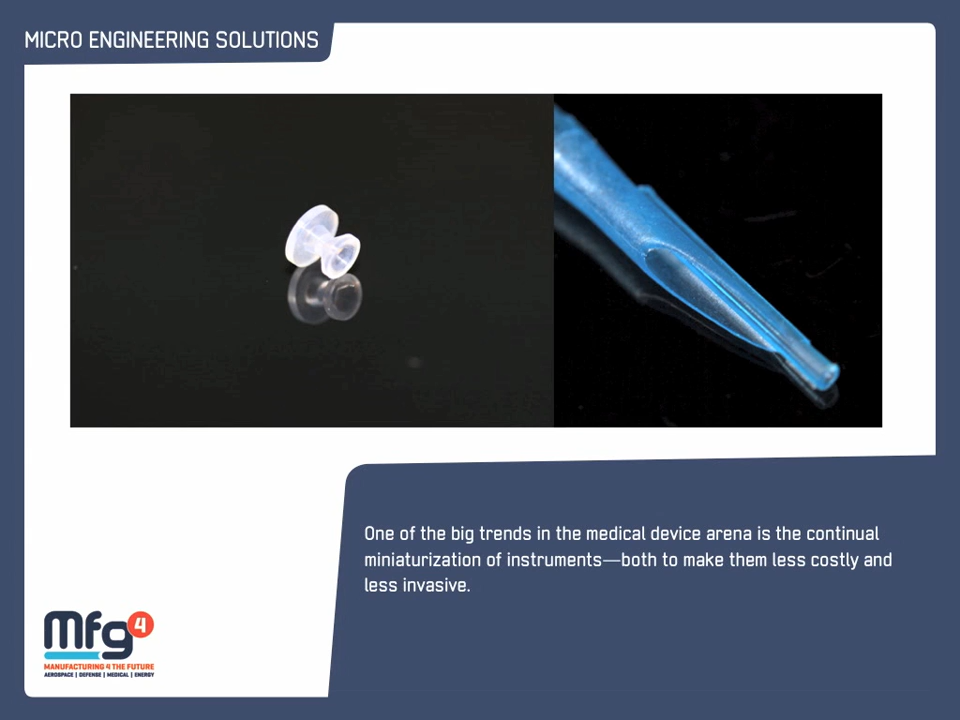 MICRO ENGINEERING SOLUTIONS
One of the big trends in the medical device arena is the continual
miniaturization of instruments—both to make them less costly and
less invasive.
mfg4
MANUFACTURING 4 THE FUTURE
AEROSPACE | DEFENSE | MEDICAL | ENERGY